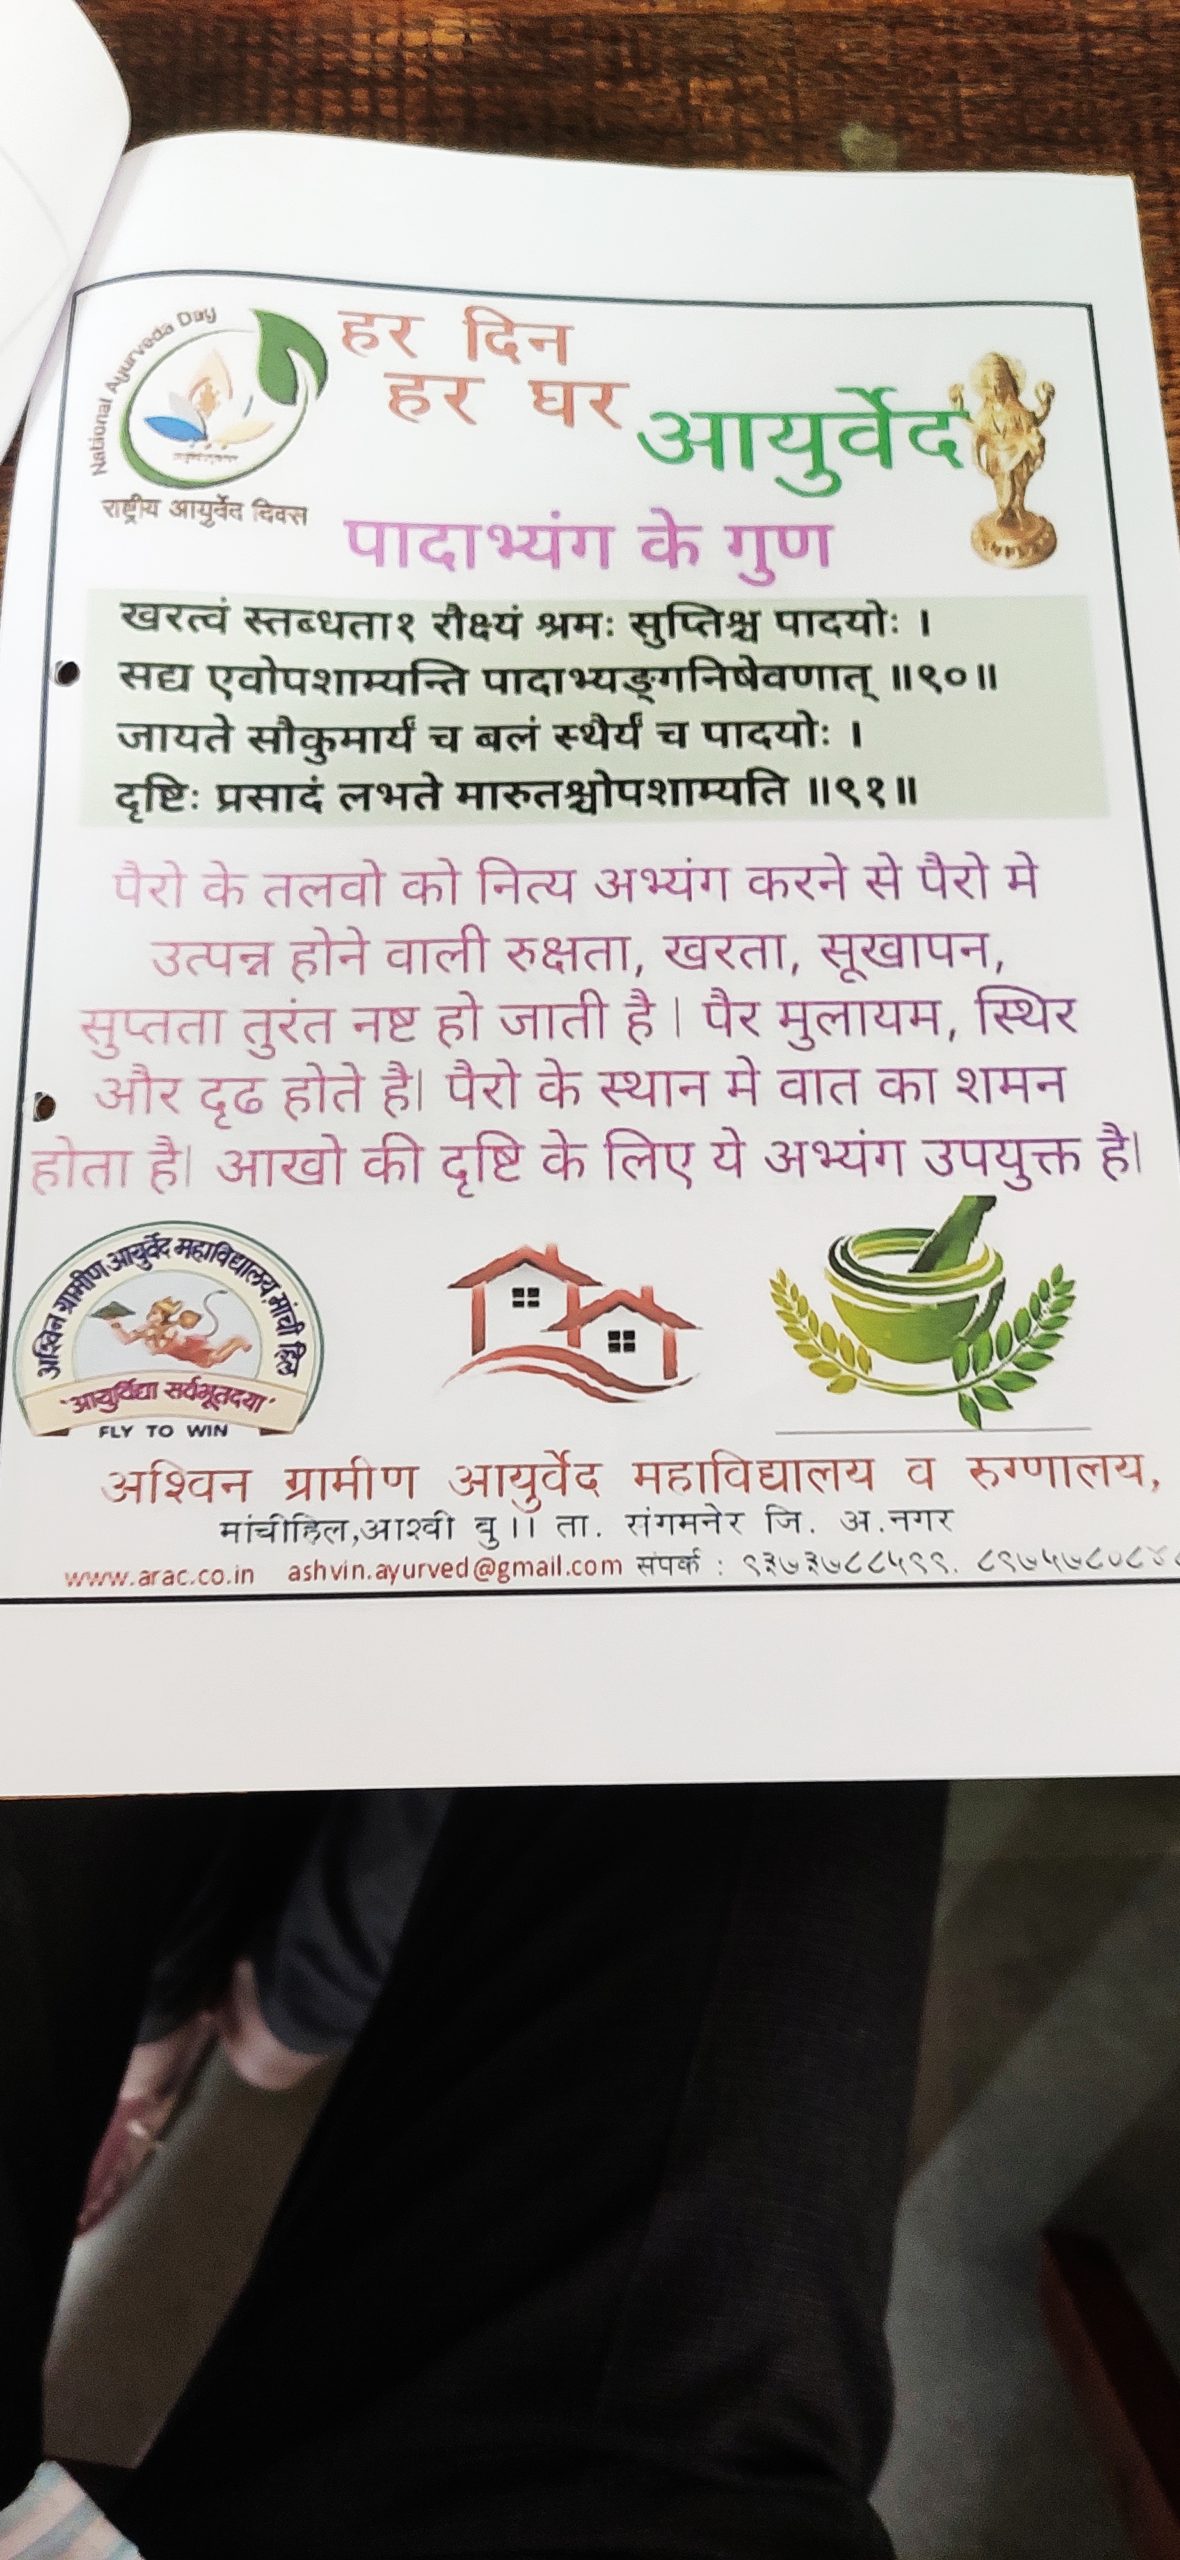 National Ayurveda Day
राष्ट्रीय आयुर्वेद दिवस
हर दिन
हर घर
आयुर्वेद
पादाभ्यंग के गुण
खरत्वं स्तब्धता१ रौक्ष्यं श्रमः सुप्तिश्च पादयोः ।
सद्य एवोपशाम्यन्ति पादाभ्यङ्गनिषेवणात् ॥९०॥
जायते सौकुमार्यं च बलं स्थैर्यं च पादयोः ।
दृष्टिः प्रसादं लभते मारुतश्चोपशाम्यति ॥९१॥
पैरो के तलवो को नित्य अभ्यंग करने से पैरो मे
उत्पन्न होने वाली रुक्षता, खरता, सूखापन,
सुप्तता तुरंत नष्ट हो जाती है । पैर मुलायम, स्थिर
और दृढ होते है। पैरो के स्थान मे वात का शमन
होता है। आखो की दृष्टि के लिए ये अभ्यंग उपयुक्त है।
अश्विन ग्रामीण आयुर्वेद महाविद्यालय मांची हिल
'आयुर्विद्या सर्वभूतदया'
FLY TO WIN
अश्विन ग्रामीण आयुर्वेद महाविद्यालय व रुग्णालय,
मांचीहिल,आश्वी बु ।। ता. संगमनेर जि. अ.नगर
www.arac.co.in ashvin.ayurved@gmail.com संपर्क : ९३७३७८८५९९.